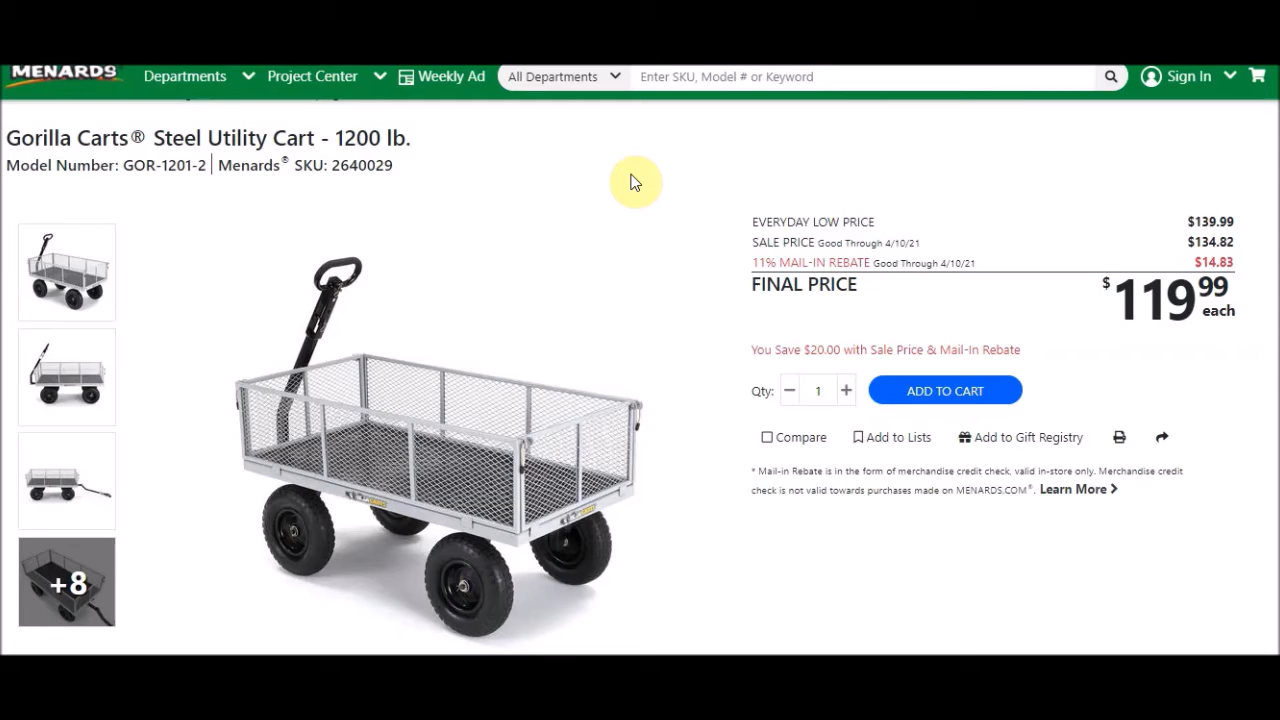 MENARDS
Departments
Project Center
Weekly Ad
All Departments
Enter SKU, Model # or Keyword
Sign In
Gorilla Carts® Steel Utility Cart - 1200 lb.
Model Number: GOR-1201-2 | Menards® SKU: 2640029
EVERYDAY LOW PRICE $139.99
SALE PRICE Good Through 4/10/21 $134.82
11% MAIL-IN REBATE Good Through 4/10/21 $14.83
FINAL PRICE $119.99 each
You Save $20.00 with Sale Price & Mail-In Rebate
Qty: − 1 + ADD TO CART
Compare Add to Lists Add to Gift Registry
* Mail-in Rebate is in the form of merchandise credit check, valid in-store only. Merchandise credit
check is not valid towards purchases made on MENARDS.COM®. Learn More >
+8